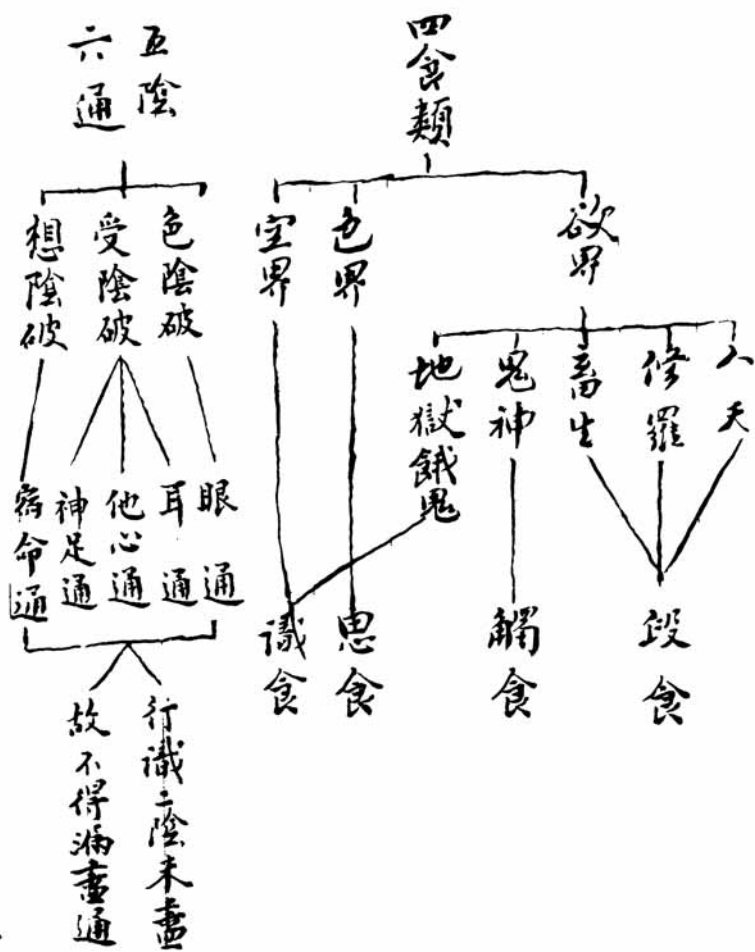 四食類
欲界
色界
空界
人天
修羅
畜生
鬼神
地獄餓鬼
段食
觸食
思食
識食
五陰
六通
色陰破
受陰破
想陰破
眼通
耳通
他心通
神足通
宿命通
行識二陰未盡
故不得漏盡通